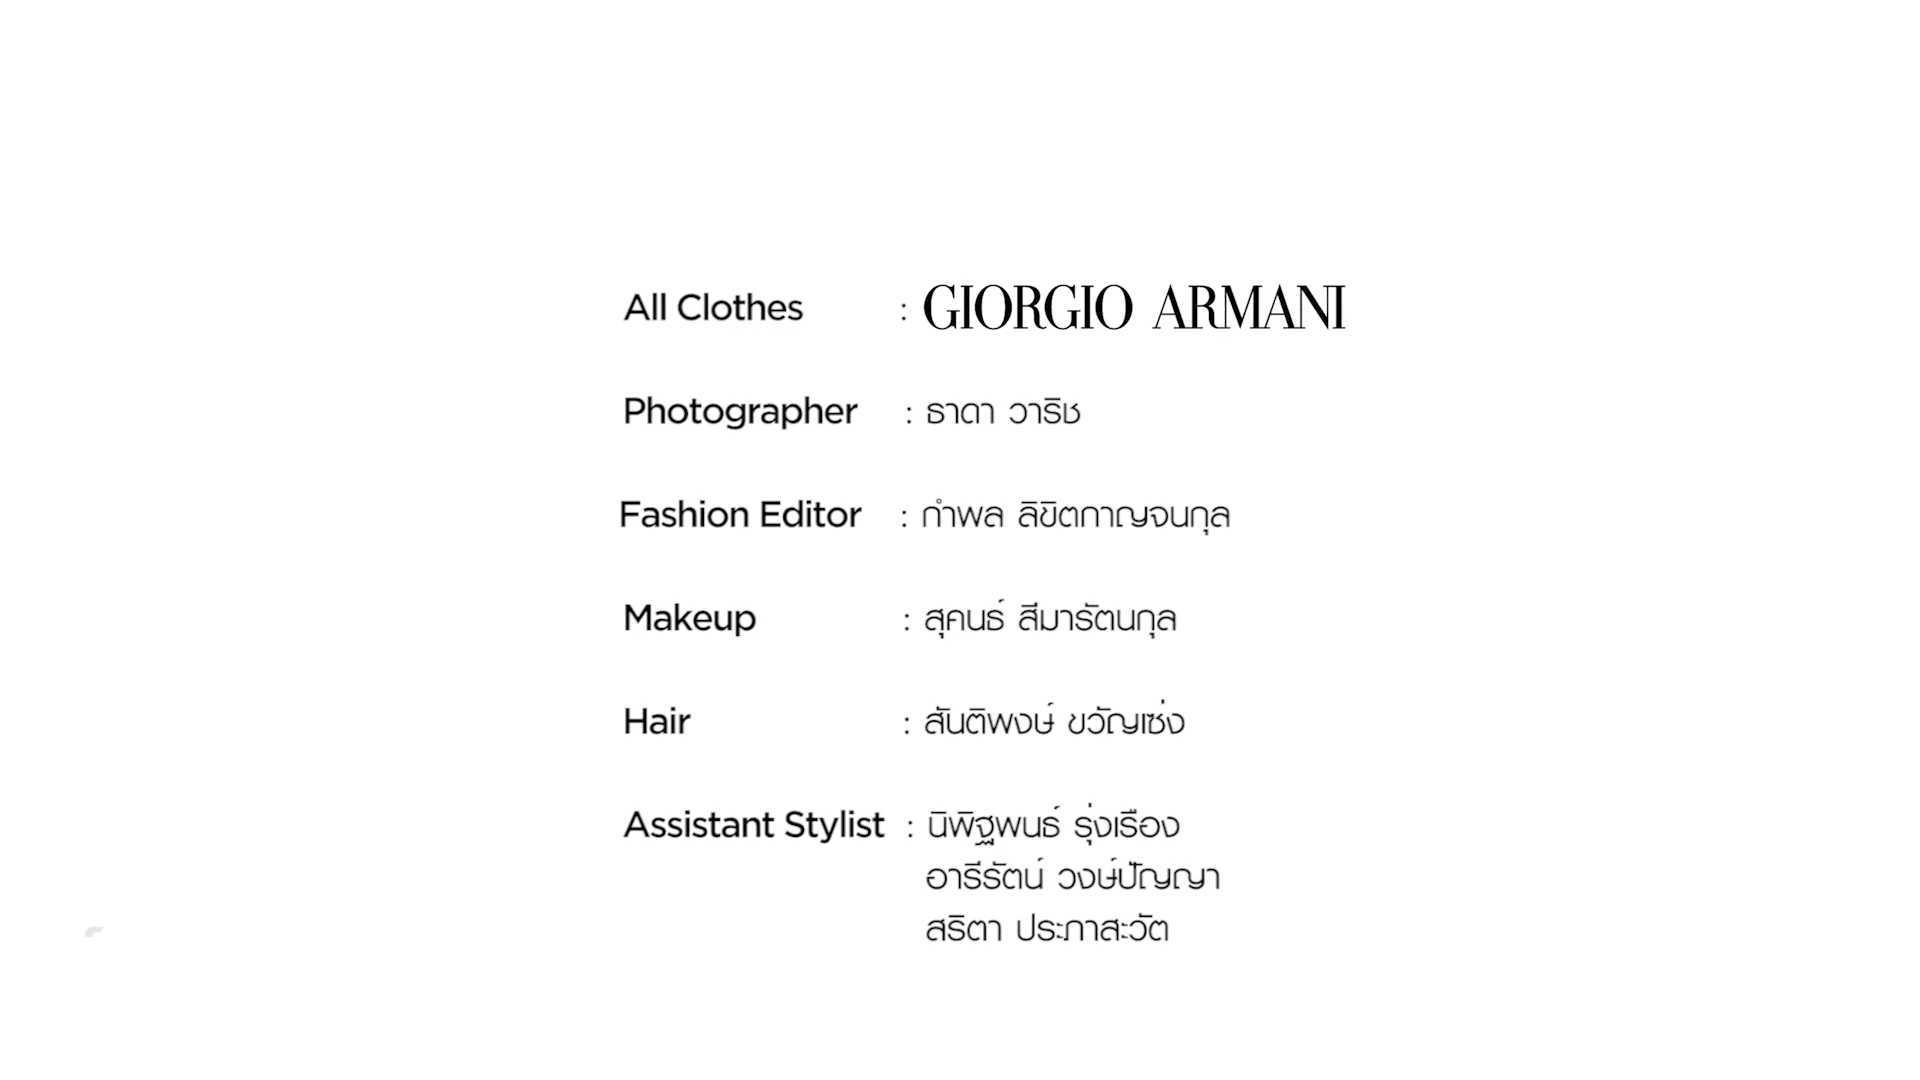 All Clothes : GIORGIO ARMANI
Photographer : ธาดา วาริช
Fashion Editor : กำพล ลิขิตกาญจนกุล
Makeup : สุคนธ์ สีมารัตนกุล
Hair : สันติพงษ์ ขวัญเซ่ง
Assistant Stylist : นิพิฐพนธ์ รุ่งเรือง
อารีรัตน์ วงษ์ปัญญา
สริตา ประภาสะวัต